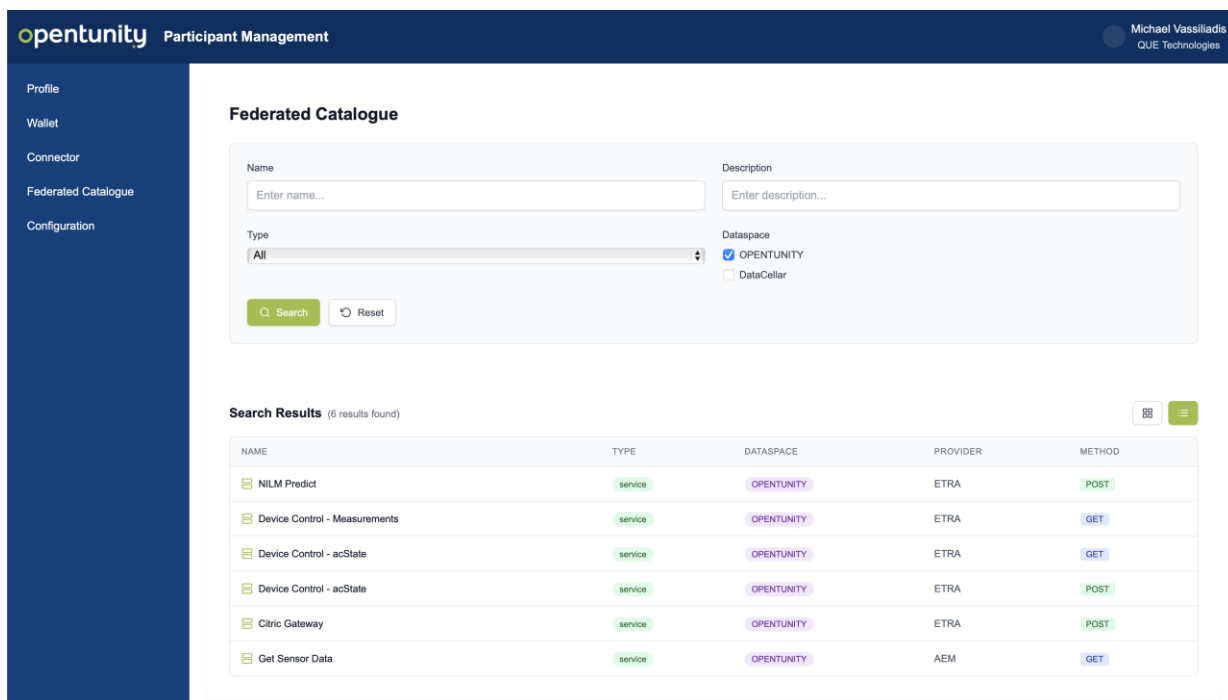 opentunity Participant Management
Michael Vassiliadis
QUE Technologies
Profile
Wallet
Connector
Federated Catalogue
Configuration
Federated Catalogue
Name
Description
Enter name...
Enter description...
Type
Dataspace
All
OPENTUNITY
DataCellar
Search
Reset
Search Results (6 results found)
NAME TYPE DATASPACE PROVIDER METHOD
NILM Predict service OPENTUNITY ETRA POST
Device Control - Measurements service OPENTUNITY ETRA GET
Device Control - acState service OPENTUNITY ETRA GET
Device Control - acState service OPENTUNITY ETRA POST
Citric Gateway service OPENTUNITY ETRA POST
Get Sensor Data service OPENTUNITY AEM GET